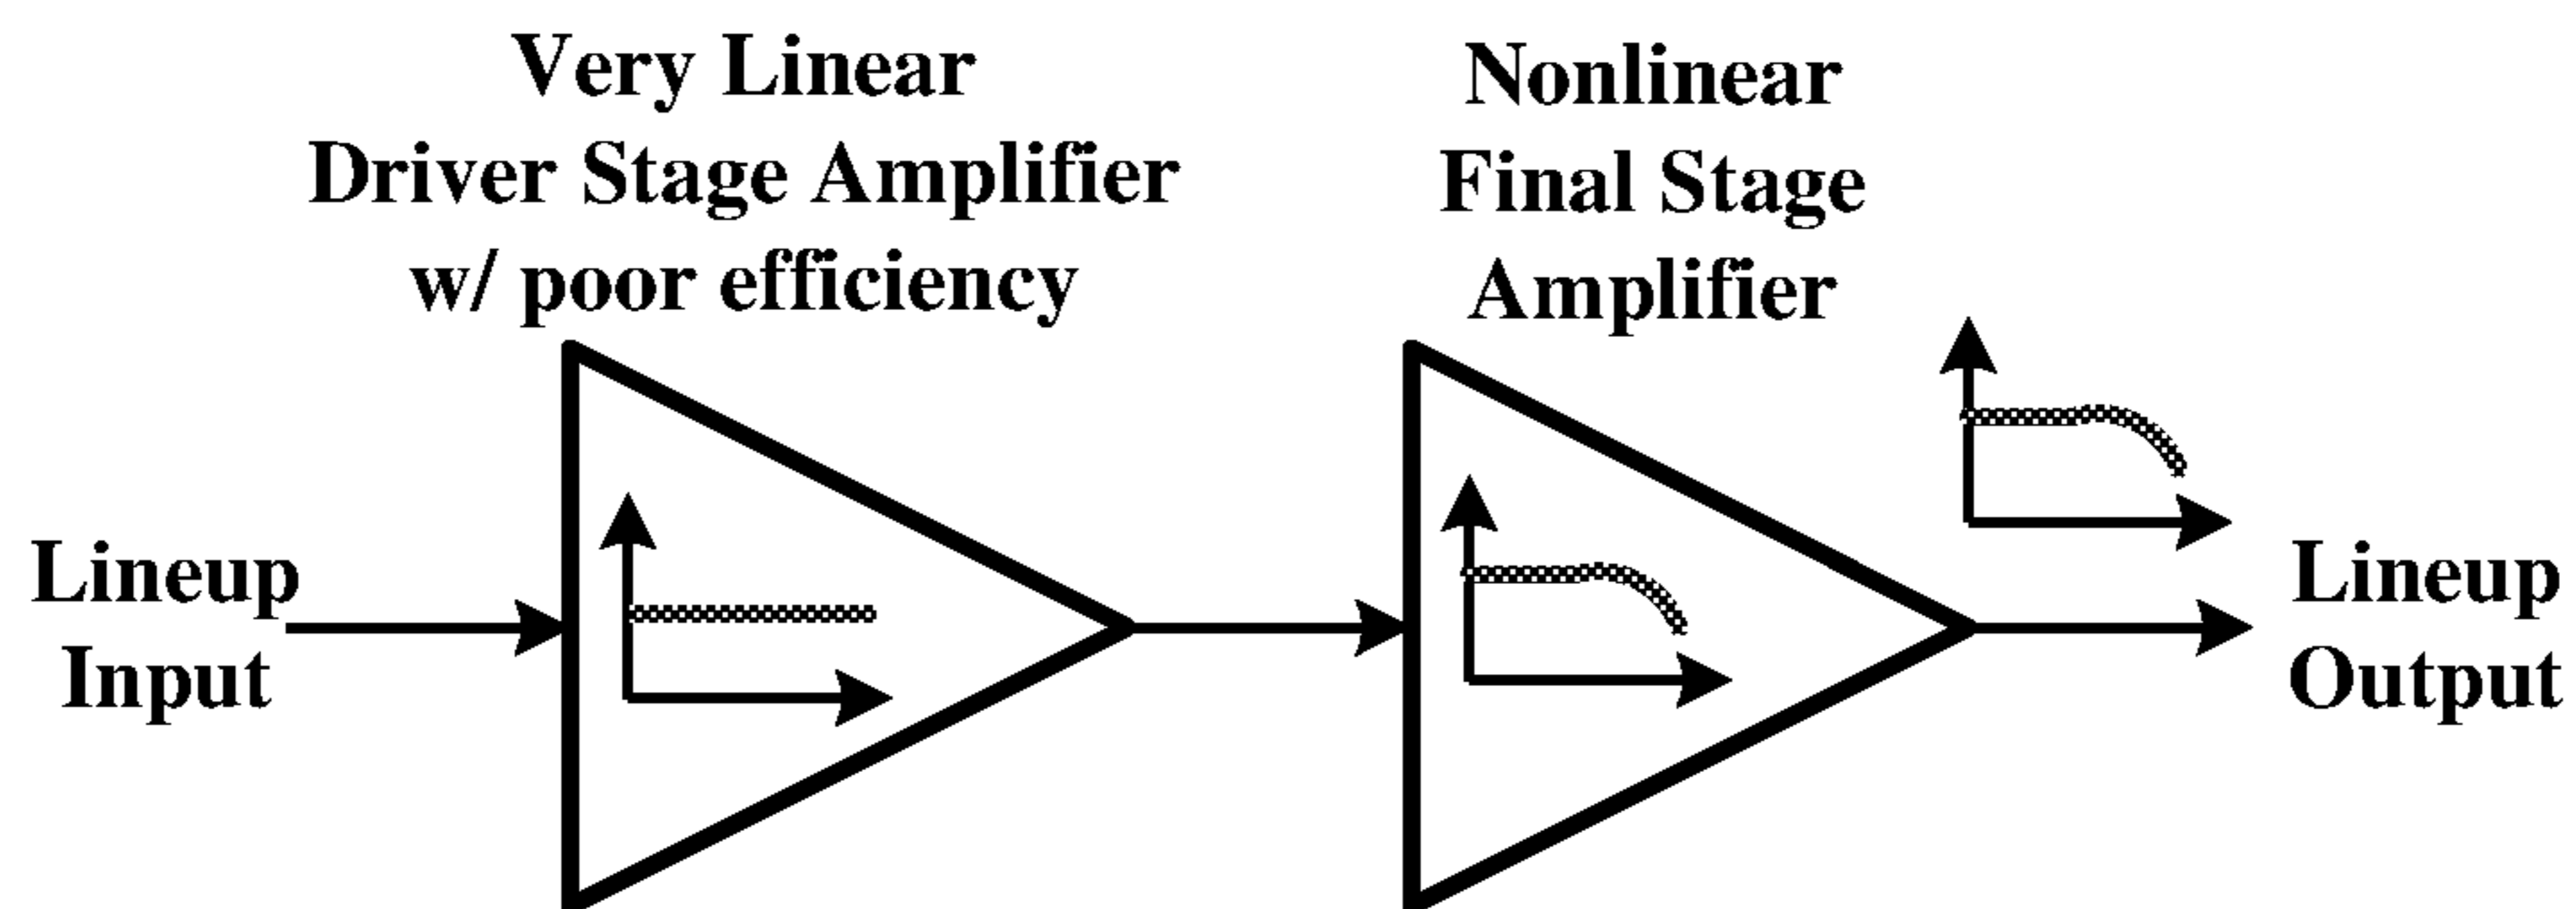 Very Linear
Driver Stage Amplifier
w/ poor efficiency
Nonlinear
Final Stage
Amplifier
Lineup
Input
Lineup
Output